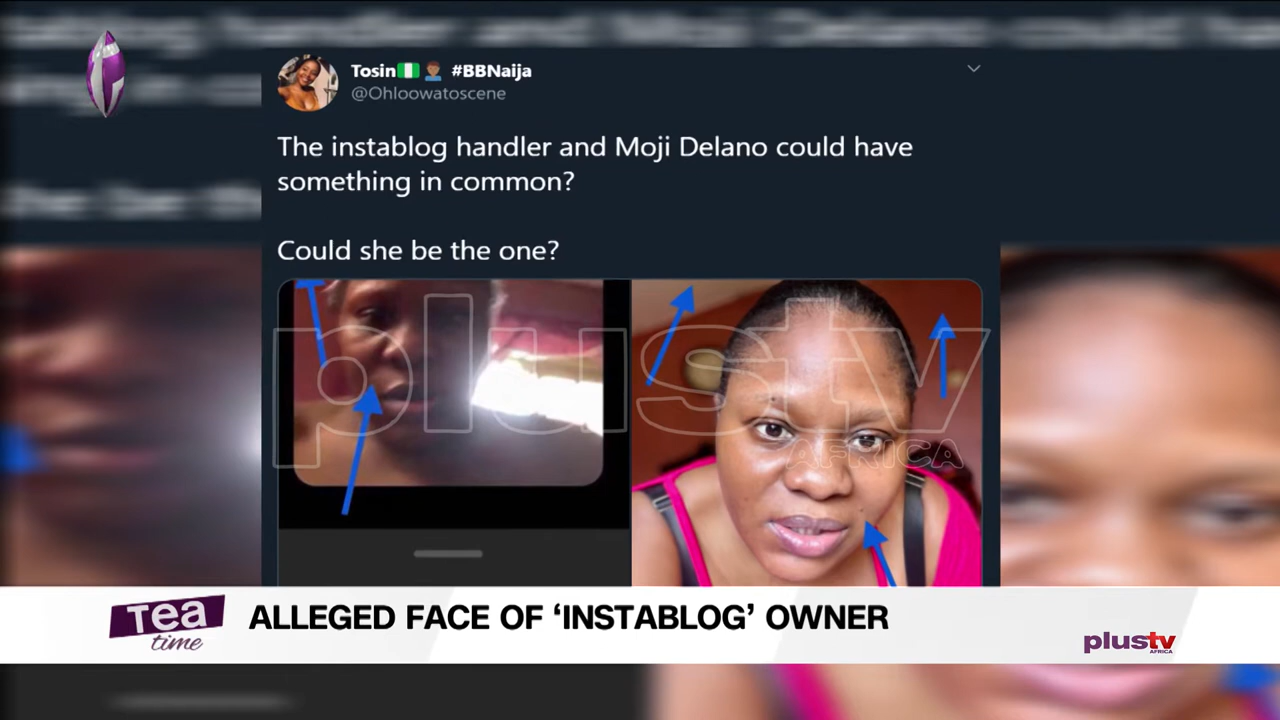 Tosin #BBNaija
@Ohloowatoscene
The instablog handler and Moji Delano could have
something in common?
Could she be the one?
plustv
AFRICA
Tea
time
ALLEGED FACE OF ‘INSTABLOG’ OWNER
plustv
AFRICA